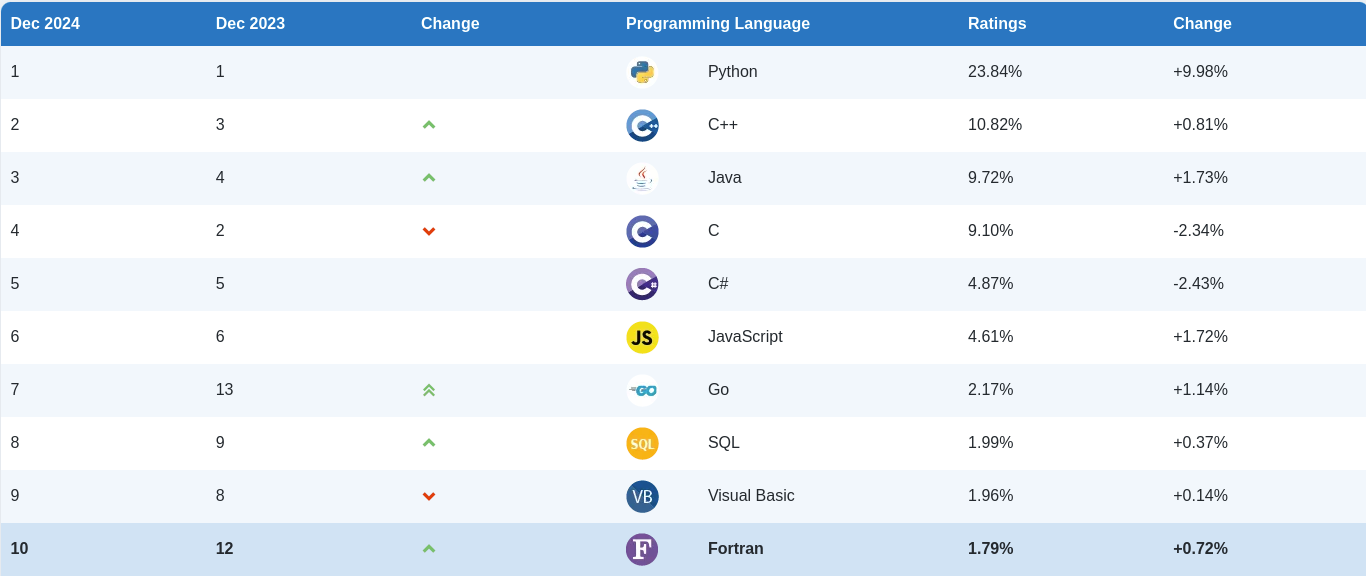 Dec 2024 Dec 2023 Change Programming Language Ratings Change
1 1 Python 23.84% +9.98%
2 3 C++ 10.82% +0.81%
3 4 Java 9.72% +1.73%
4 2 C 9.10% -2.34%
5 5 C# 4.87% -2.43%
6 6 JS JavaScript 4.61% +1.72%
7 13 GO Go 2.17% +1.14%
8 9 SQL SQL 1.99% +0.37%
9 8 VB Visual Basic 1.96% +0.14%
10 12 F Fortran 1.79% +0.72%